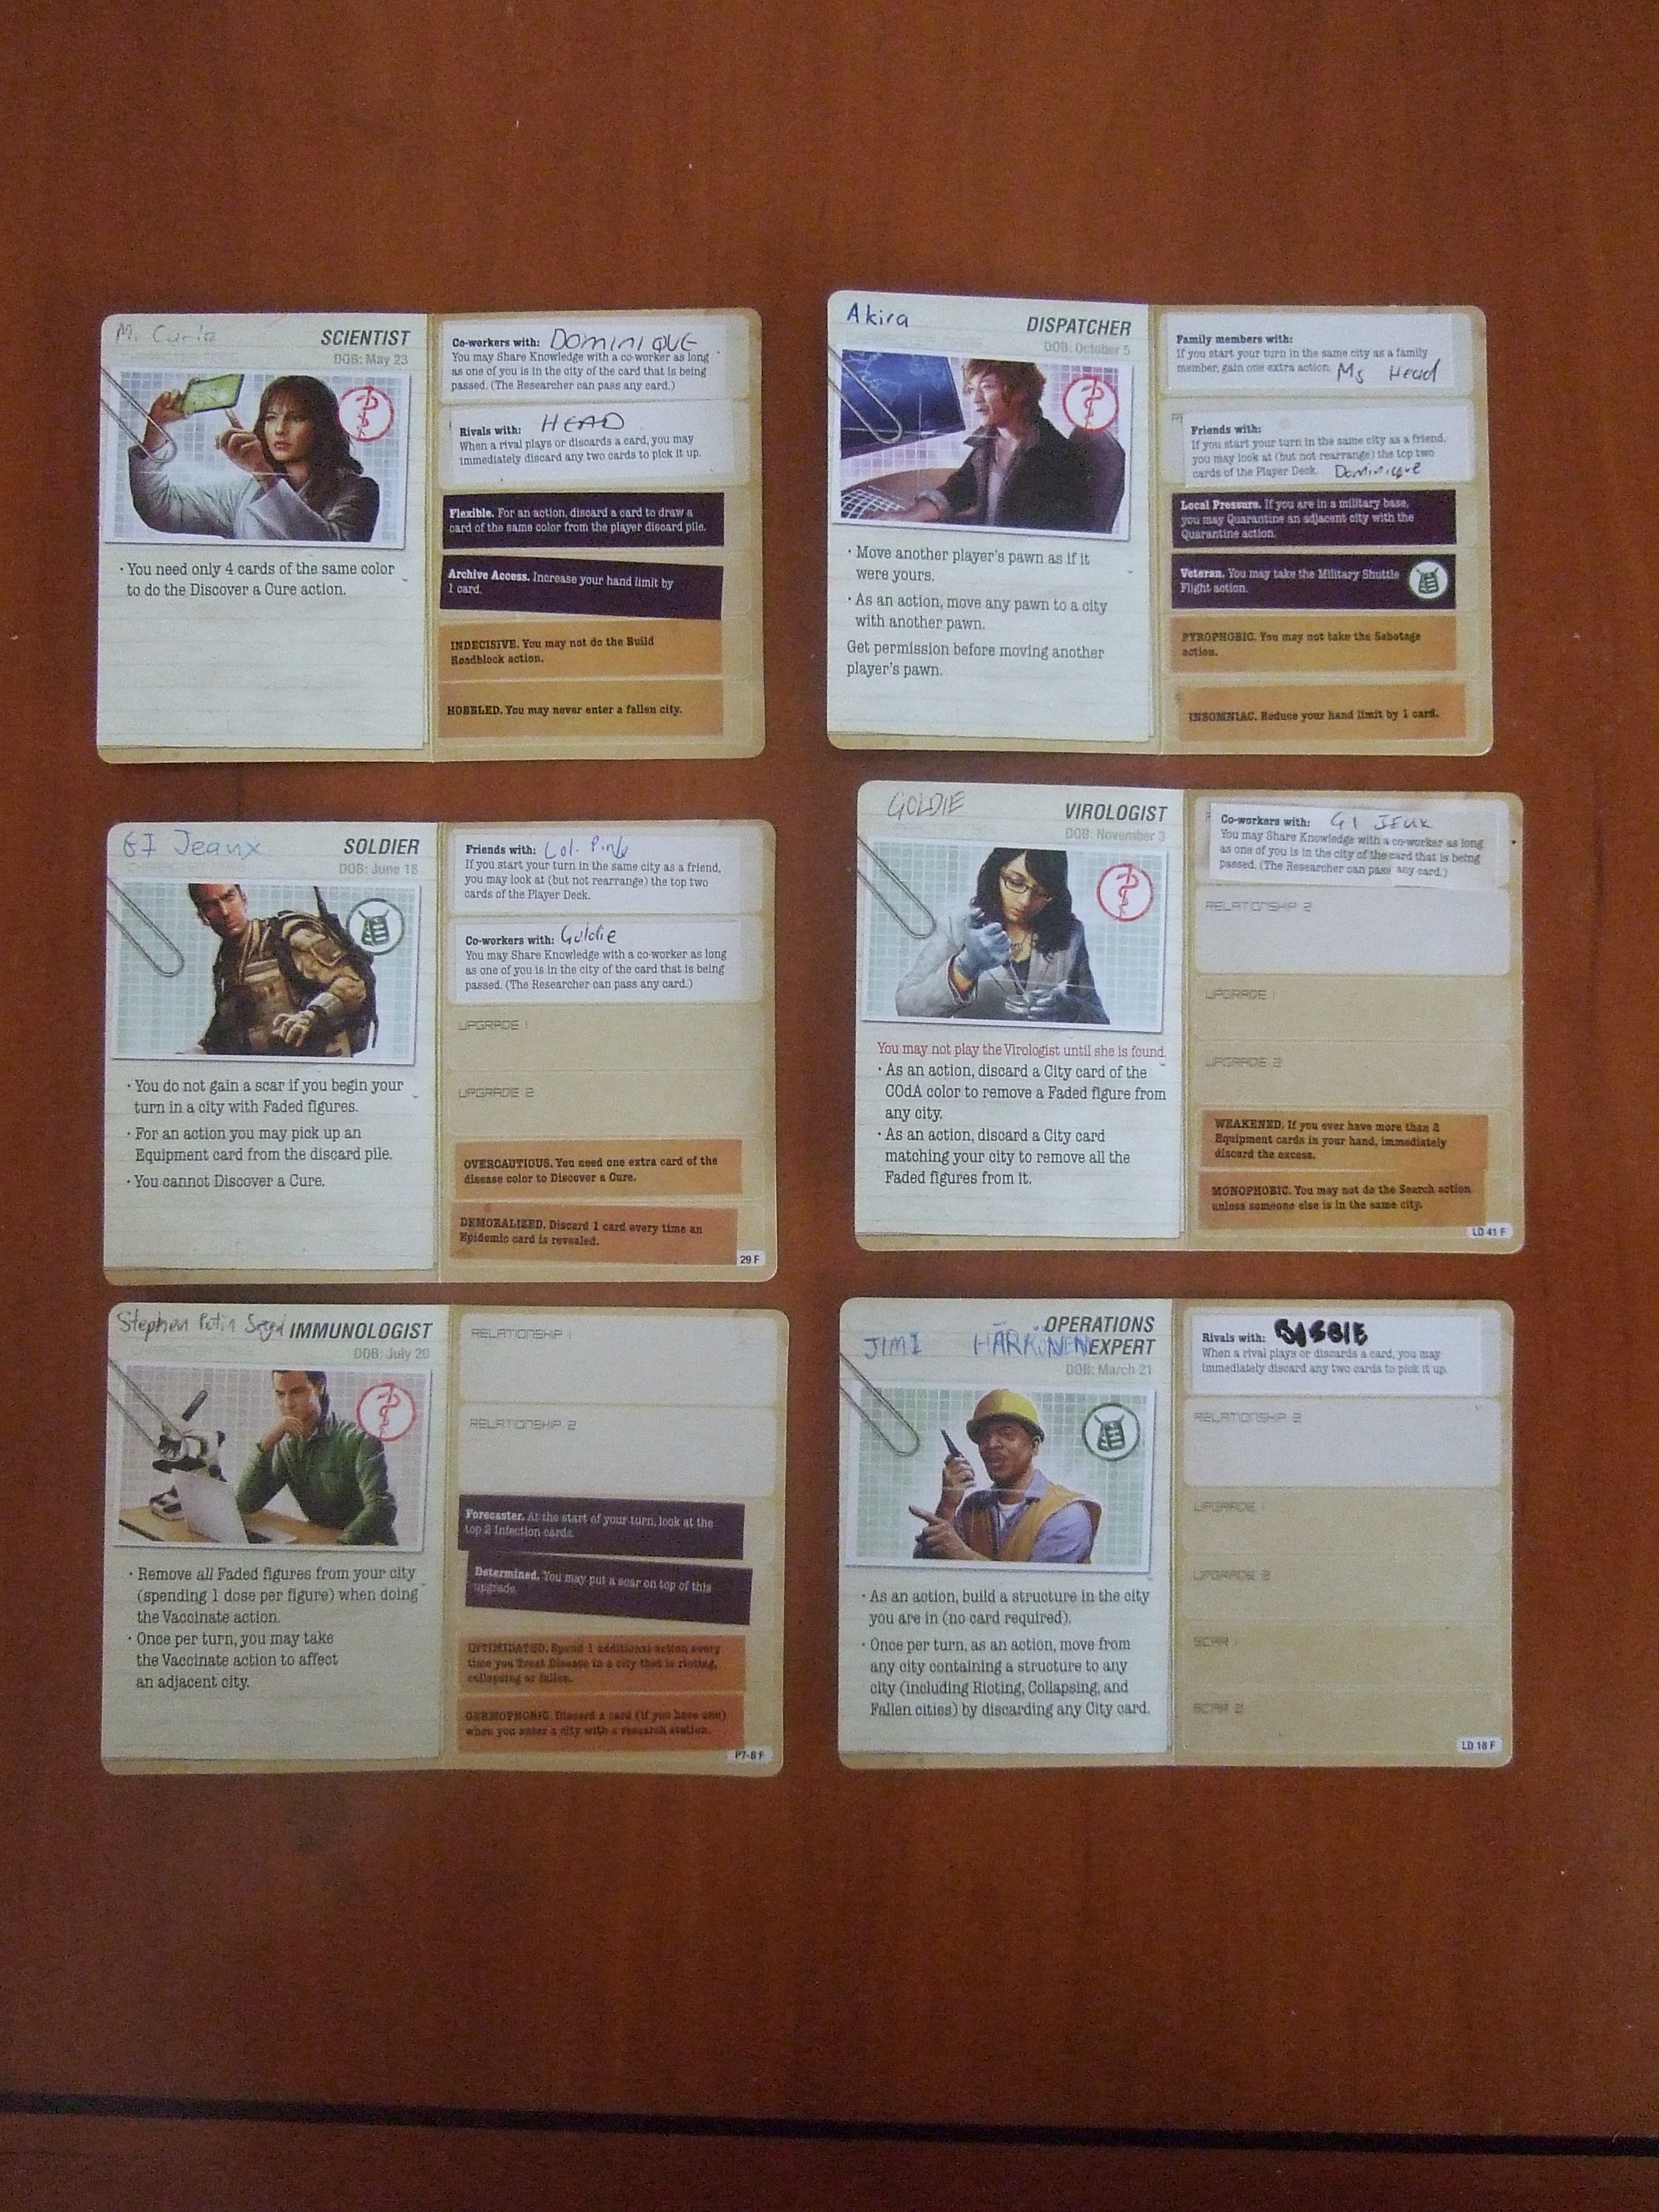 M. Curie
SCIENTIST
DOB: May 23
· You need only 4 cards of the same color
to do the Discover a Cure action.
Co-workers with: DOMINIQUE
You may Share Knowledge with a co-worker as long
as one of you is in the city of the card that is being
passed. (The Researcher can pass any card.)
Rivals with: HEAD
When a rival plays or discards a card, you may
immediately discard any two cards to pick it up.
Flexible. For an action, discard a card to draw a
card of the same color from the player discard pile.
Archive Access. Increase your hand limit by
1 card.
INDECISIVE. You may not do the Build
Roadblock action.
HOBBLED. You may never enter a fallen city.
Akira
DISPATCHER
DOB: October 5
· Move another player's pawn as if it
were yours.
· As an action, move any pawn to a city
with another pawn.
Get permission before moving another
player's pawn.
Family members with:
If you start your turn in the same city as a family
member, gain one extra action. Ms Head
Friends with:
If you start your turn in the same city as a friend,
you may look at (but not rearrange) the top two
cards of the Player Deck. Dominique
Local Pressure. If you are in a military base,
you may Quarantine an adjacent city with the
Quarantine action.
Veteran. You may take the Military Shuttle
Flight action.
PYROPHOBIC. You may not take the Sabotage
action.
INSOMNIAC. Reduce your hand limit by 1 card.
GI Jeaux
SOLDIER
DOB: June 18
· You do not gain a scar if you begin your
turn in a city with Faded figures.
· For an action you may pick up an
Equipment card from the discard pile.
· You cannot Discover a Cure.
Friends with: Col. Pink
If you start your turn in the same city as a friend,
you may look at (but not rearrange) the top two
cards of the Player Deck.
Co-workers with: Goldie
You may Share Knowledge with a co-worker as long
as one of you is in the city of the card that is being
passed. (The Researcher can pass any card.)
UPGRADE 1
UPGRADE 2
OVERCAUTIOUS. You need one extra card of the
disease color to Discover a Cure.
DEMORALIZED. Discard 1 card every time an
Epidemic card is revealed.
29 F
GOLDIE
VIROLOGIST
DOB: November 3
You may not play the Virologist until she is found.
· As an action, discard a City card of the
COdA color to remove a Faded figure from
any city.
· As an action, discard a City card
matching your city to remove all the
Faded figures from it.
Co-workers with: GI JEUX
You may Share Knowledge with a co-worker as long
as one of you is in the city of the card that is being
passed. (The Researcher can pass any card.)
RELATIONSHIP 2
UPGRADE 1
UPGRADE 2
WEAKENED. If you ever have more than 2
Equipment cards in your hand, immediately
discard the excess.
MONOPHOBIC. You may not do the Search action
unless someone else is in the same city.
LD 41 F
Stephen
IMMUNOLOGIST
DOB: July 20
· Remove all Faded figures from your city
(spending 1 dose per figure) when doing
the Vaccinate action.
· Once per turn, you may take
the Vaccinate action to affect
an adjacent city.
RELATIONSHIP 1
RELATIONSHIP 2
Forecaster. At the start of your turn, look at the
top 2 Infection cards.
Determined. You may put a scar on top of this
upgrade.
INTIMIDATED. Spend 1 additional action every
time you Treat Disease in a city that is rioting,
collapsing or fallen.
GERMOPHOBIC. Discard a card (if you have one)
when you enter a city with a research station.
P7-8 F
JIMI HÄRKÖNEN
OPERATIONS
EXPERT
DOB: March 21
· As an action, build a structure in the city
you are in (no card required).
· Once per turn, as an action, move from
any city containing a structure to any
city (including Rioting, Collapsing, and
Fallen cities) by discarding any City card.
Rivals with:
When a rival plays or discards a card, you may
immediately discard any two cards to pick it up.
RELATIONSHIP 2
UPGRADE 1
UPGRADE 2
SCAR 1
SCAR 2
LD 18 F